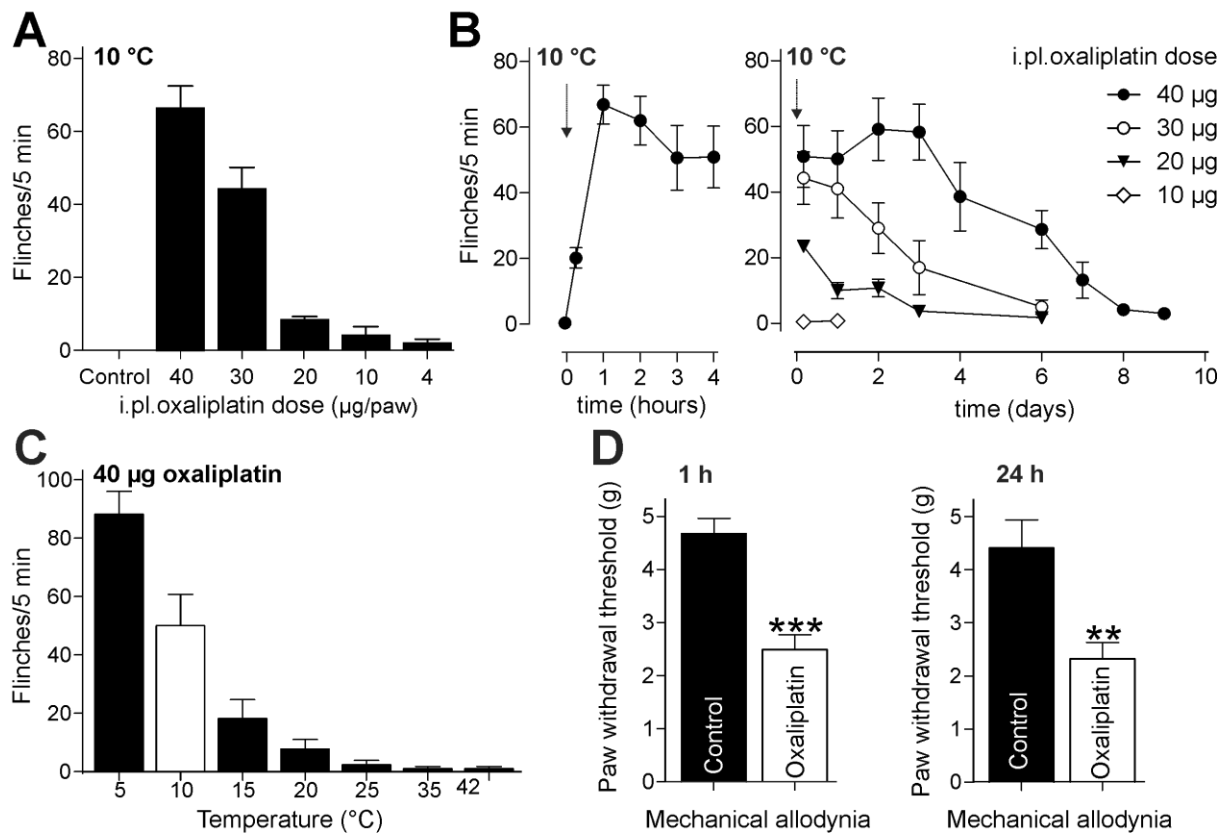 A
10 °C
Flinches/5 min
80
60
40
20
0
Control 40 30 20 10 4
i.pl.oxaliplatin dose (µg/paw)
B
10 °C
Flinches/5 min
80
60
40
20
0
0 1 2 3 4
time (hours)
10 °C
80
60
40
20
0
0 2 4 6 8 10
time (days)
i.pl.oxaliplatin dose
40 µg
30 µg
20 µg
10 µg
C
40 µg oxaliplatin
Flinches/5 min
100
80
60
40
20
0
5 10 15 20 25 35 42
Temperature (°C)
D
1 h
Paw withdrawal threshold (g)
5
4
3
2
1
0
Control
***
Oxaliplatin
Mechanical allodynia
24 h
Paw withdrawal threshold (g)
5
4
3
2
1
0
Control
**
Oxaliplatin
Mechanical allodynia